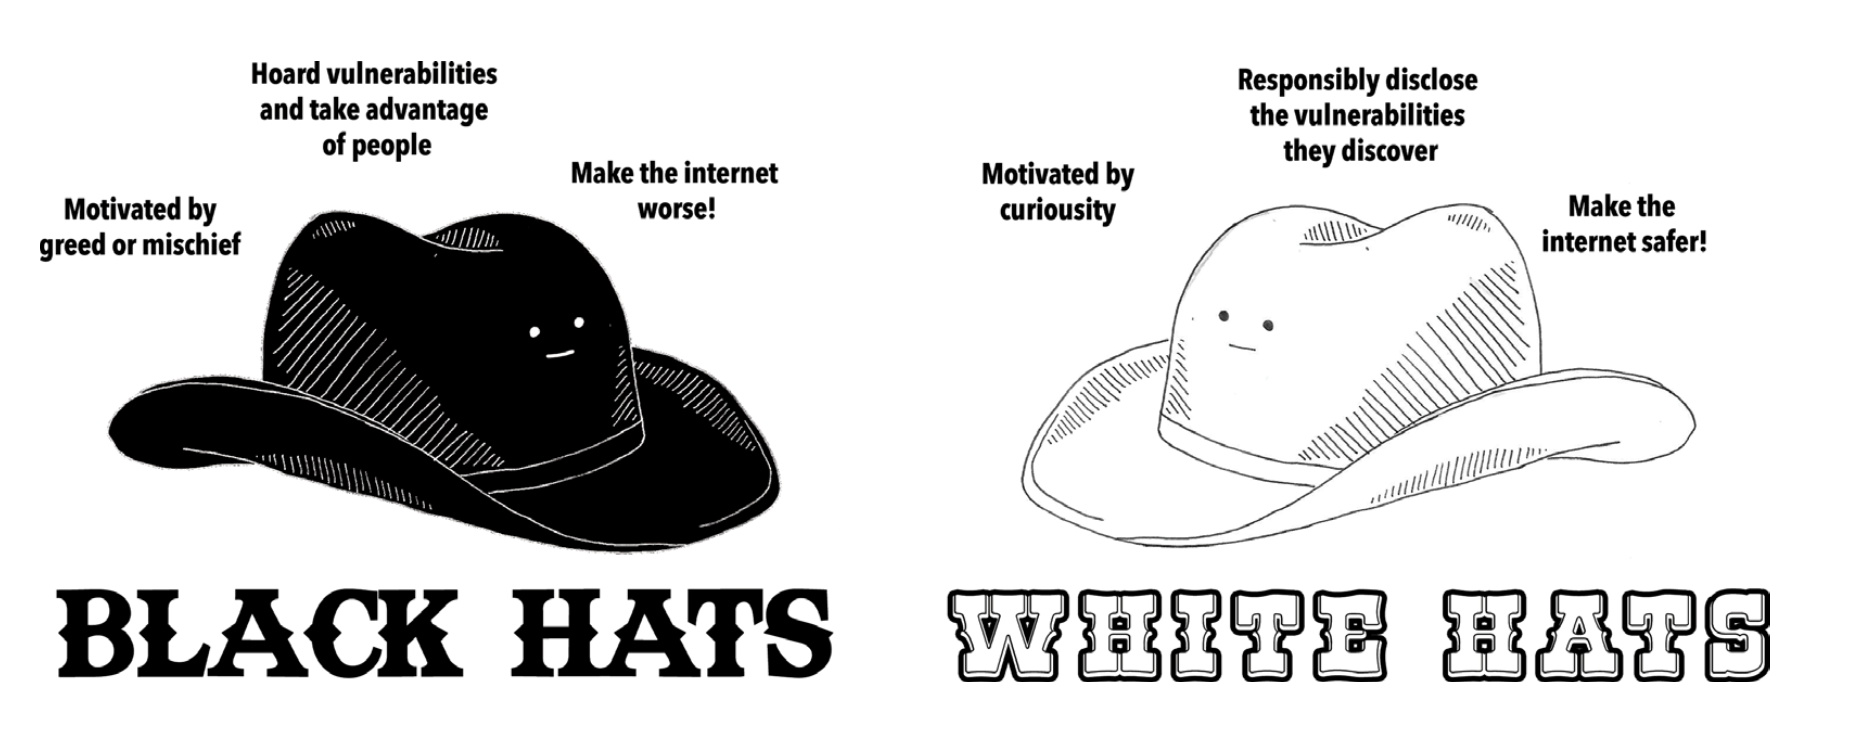 Hoard vulnerabilities
and take advantage
of people
Make the internet
worse!
Motivated by
greed or mischief
BLACK HATS
Responsibly disclose
the vulnerabilities
they discover
Motivated by
curiousity
Make the
internet safer!
WHITE HATS